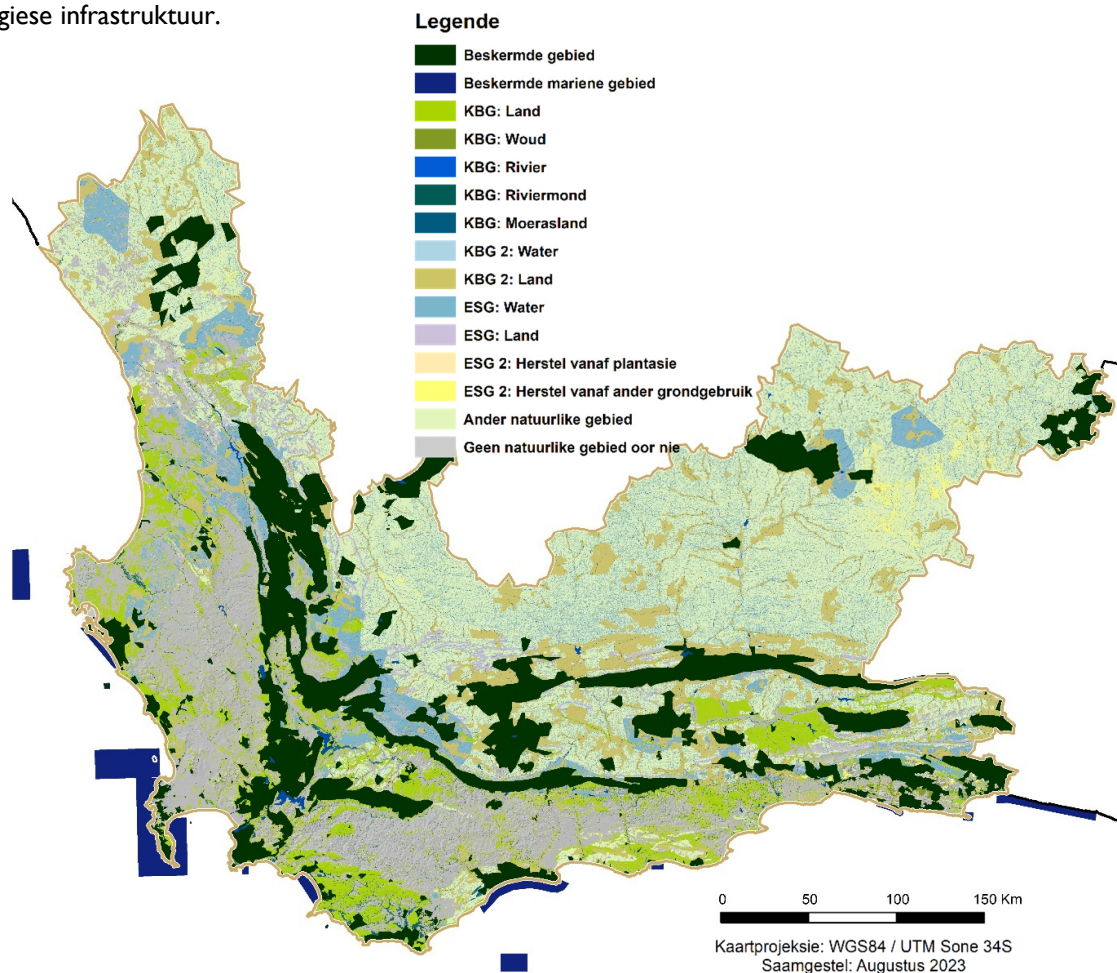 giese infrastruktuur.
Legende
Beskermde gebied
Beskermde mariene gebied
KBG: Land
KBG: Woud
KBG: Rivier
KBG: Riviermond
KBG: Moerasland
KBG 2: Water
KBG 2: Land
ESG: Water
ESG: Land
ESG 2: Herstel vanaf plantasie
ESG 2: Herstel vanaf ander grondgebruik
Ander natuurlike gebied
Geen natuurlike gebied oor nie
0 50 100 150 Km
Kaartprojeksie: WGS84 / UTM Sone 34S
Saamgestel: Augustus 2023